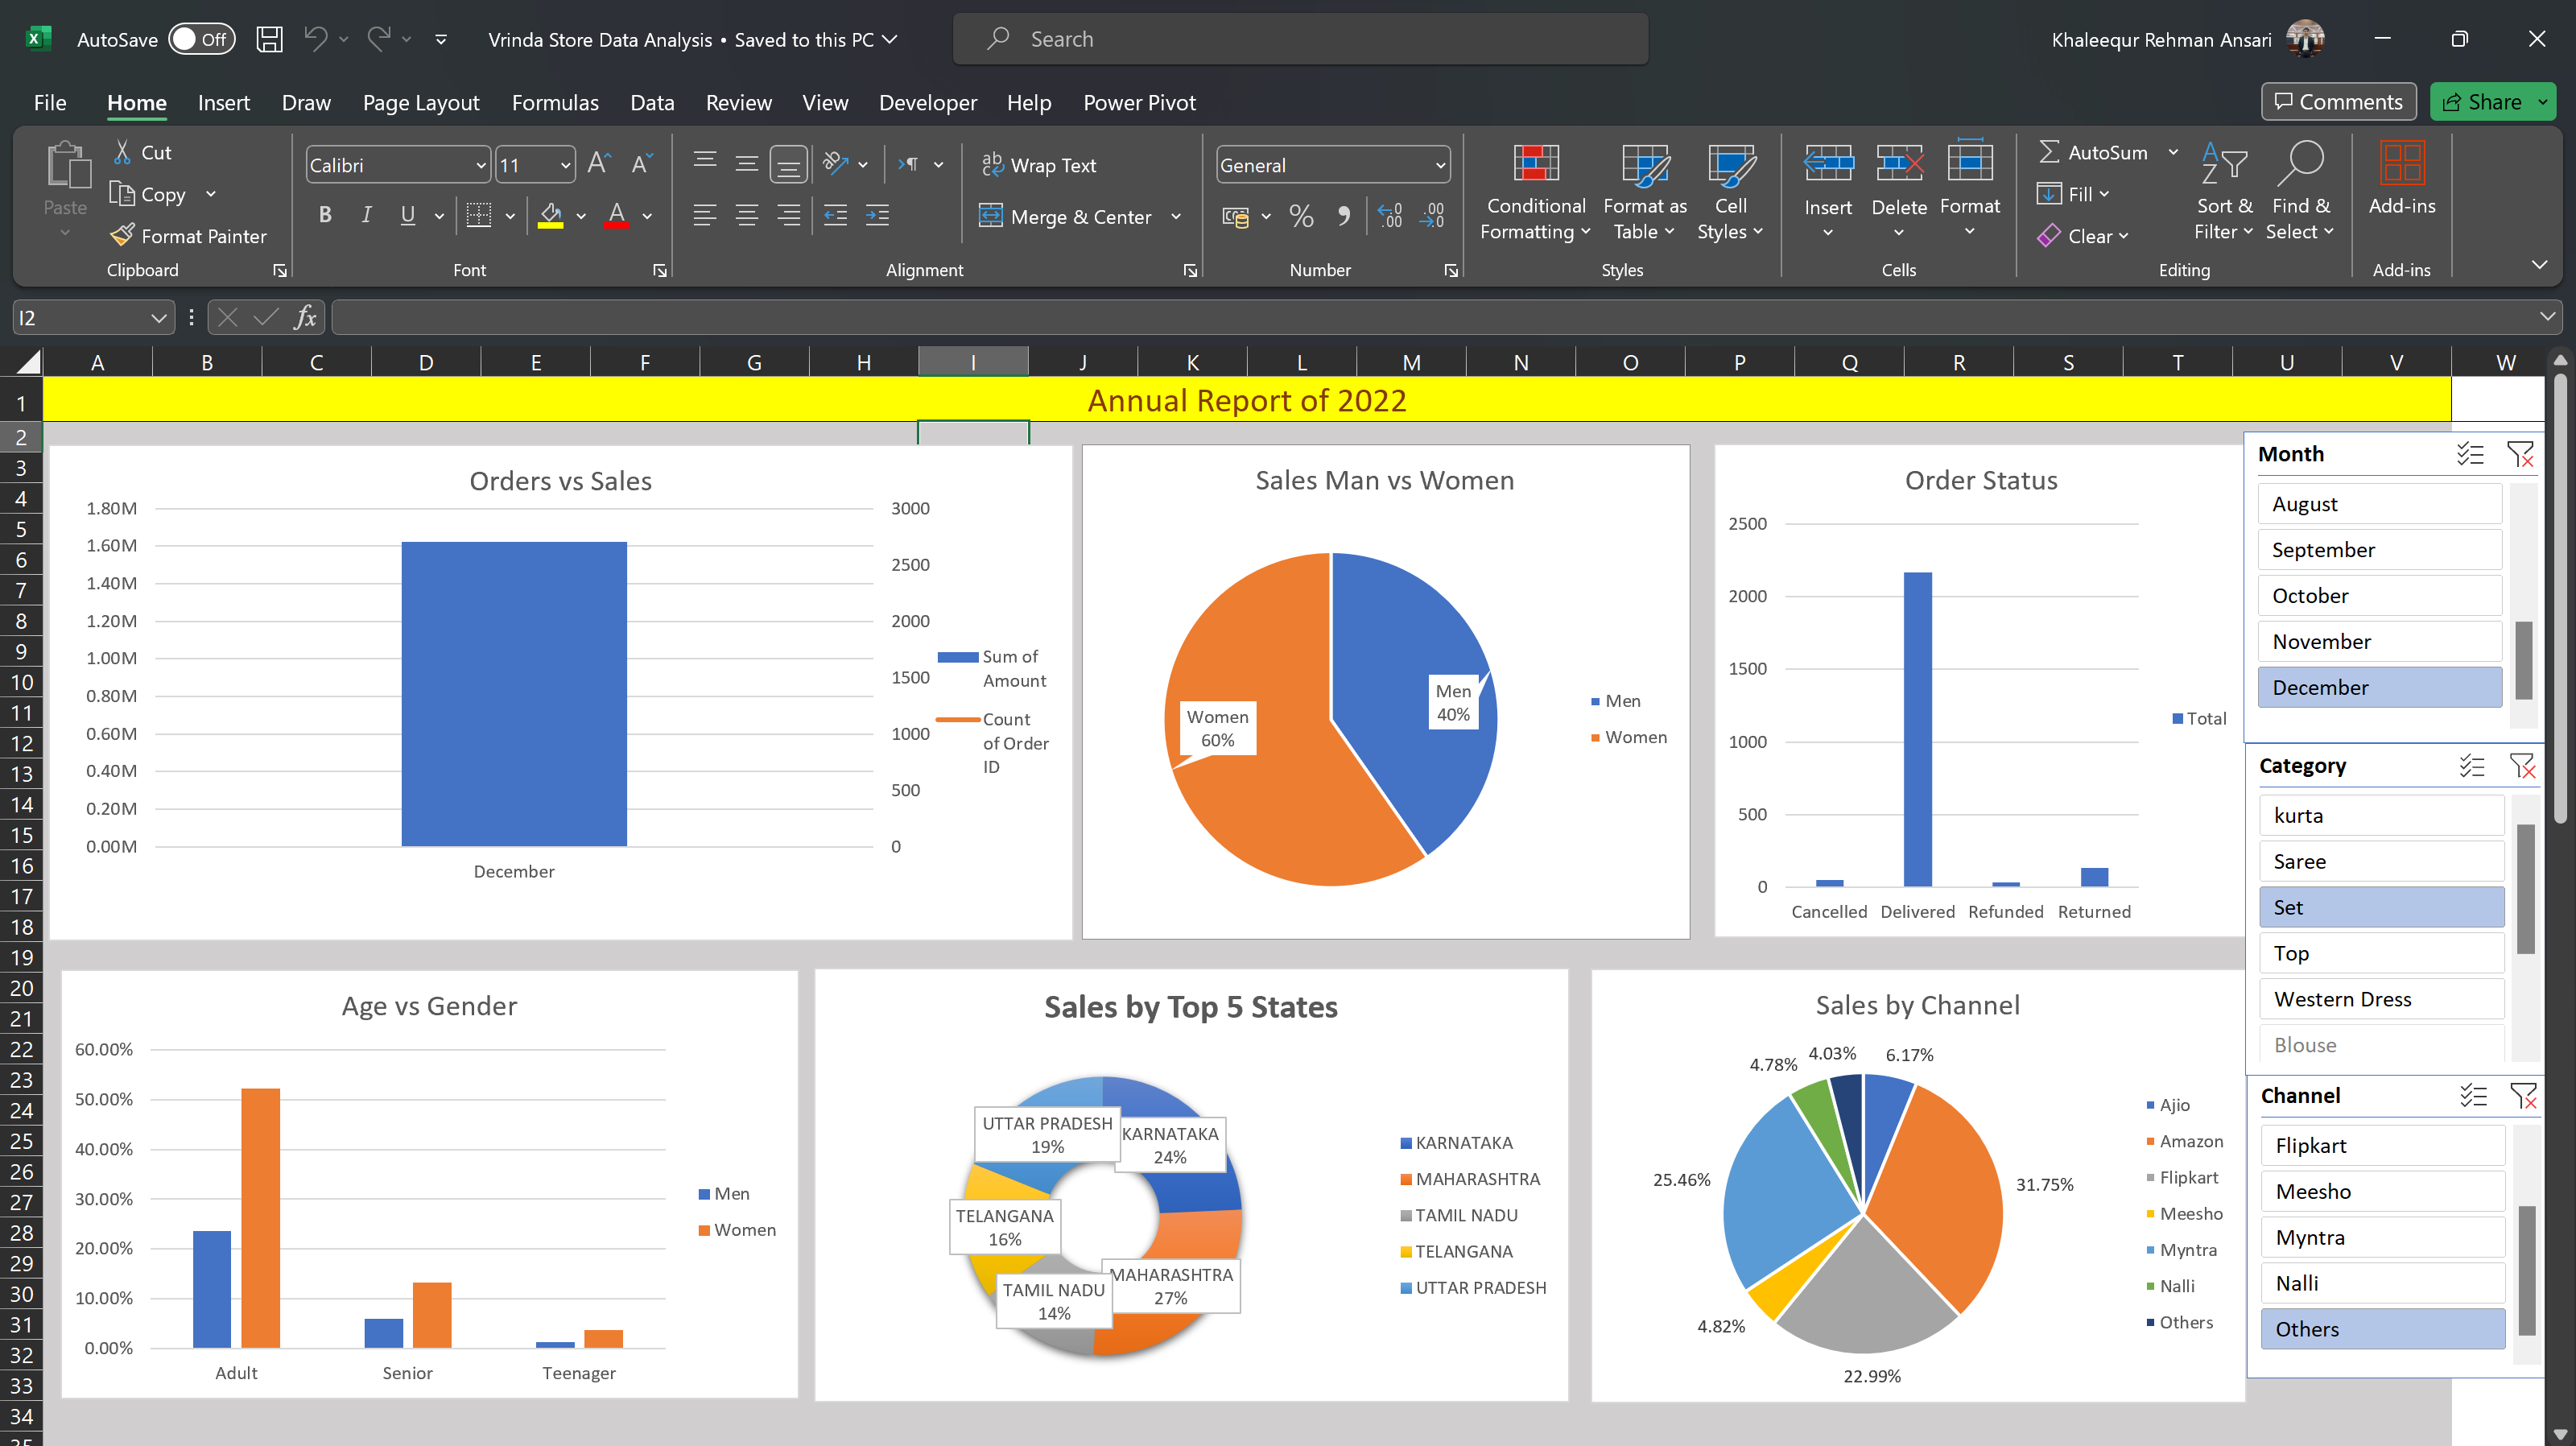 AutoSave Off Vrinda Store Data Analysis • Saved to this PC Search Khaleequr Rehman Ansari
File Home Insert Draw Page Layout Formulas Data Review View Developer Help Power Pivot Comments Share
Paste
Cut
Copy
Format Painter
Clipboard
Calibri 11
B I U
Font
Wrap Text
Merge & Center
Alignment
General
Number
Conditional
Formatting
Format as
Table
Cell
Styles
Styles
Insert
Delete
Format
Cells
AutoSum
Fill
Clear
Sort &
Filter
Find &
Select
Editing
Add-ins
Add-ins
I2 fx
A B C D E F G H I J K L M N O P Q R S T U V W
1
2
3
4
5
6
7
8
9
10
11
12
13
14
15
16
17
18
19
20
21
22
23
24
25
26
27
28
29
30
31
32
33
34
35
Annual Report of 2022
Orders vs Sales
1.80M
1.60M
1.40M
1.20M
1.00M
0.80M
0.60M
0.40M
0.20M
0.00M
3000
2500
2000
1500
1000
500
0
December
Sum of
Amount
Count
of Order
ID
Sales Man vs Women
Women
60%
Men
40%
Men
Women
Order Status
2500
2000
1500
1000
500
0
Cancelled Delivered Refunded Returned
Total
Month
August
September
October
November
December
Category
kurta
Saree
Set
Top
Western Dress
Blouse
Channel
Flipkart
Meesho
Myntra
Nalli
Others
Age vs Gender
60.00%
50.00%
40.00%
30.00%
20.00%
10.00%
0.00%
Adult Senior Teenager
Men
Women
Sales by Top 5 States
UTTAR PRADESH
19%
KARNATAKA
24%
TELANGANA
16%
TAMIL NADU
14%
MAHARASHTRA
27%
KARNATAKA
MAHARASHTRA
TAMIL NADU
TELANGANA
UTTAR PRADESH
Sales by Channel
4.78%
4.03%
6.17%
25.46%
31.75%
4.82%
22.99%
Ajio
Amazon
Flipkart
Meesho
Myntra
Nalli
Others